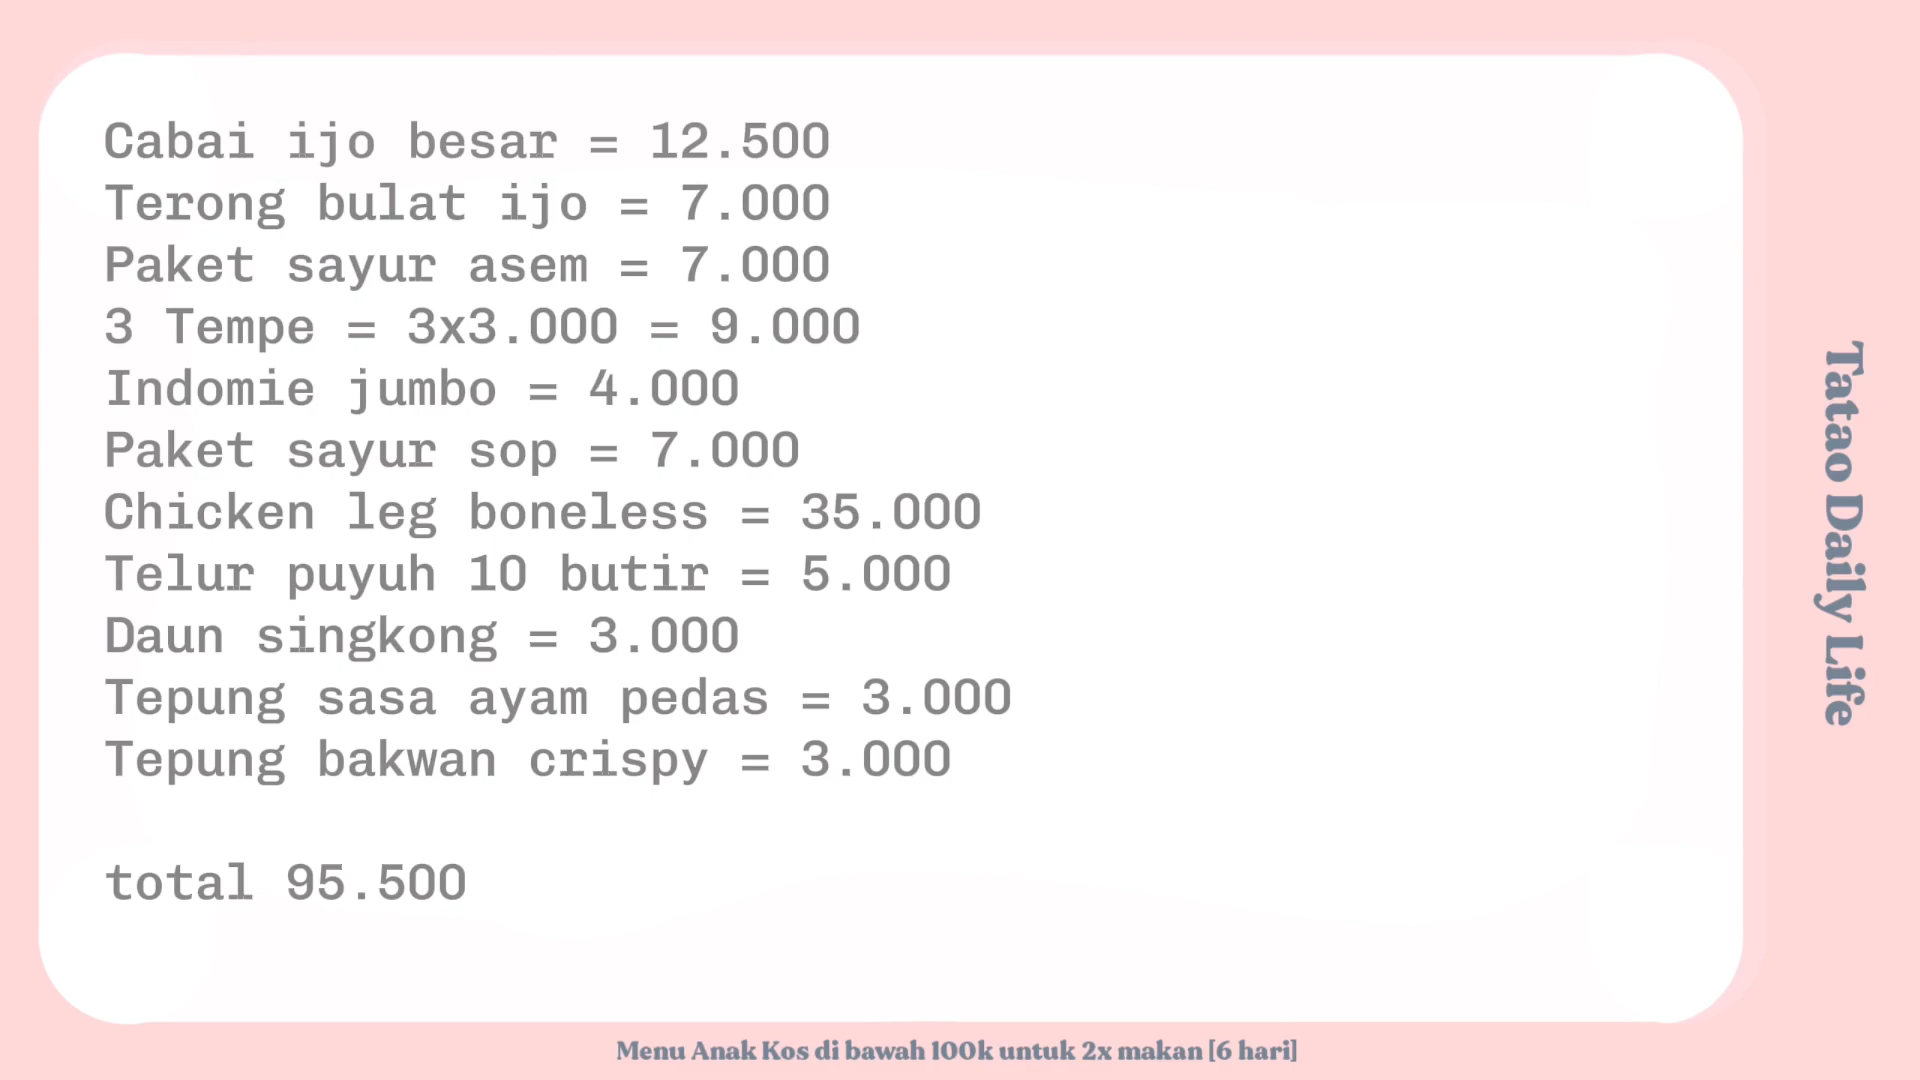 Cabai ijo besar = 12.500
Terong bulat ijo = 7.000
Paket sayur asem = 7.000
3 Tempe = 3x3.000 = 9.000
Indomie jumbo = 4.000
Paket sayur sop = 7.000
Chicken leg boneless = 35.000
Telur puyuh 10 butir = 5.000
Daun singkong = 3.000
Tepung sasa ayam pedas = 3.000
Tepung bakwan crispy = 3.000
total 95.500
Tatao Daily Life
Menu Anak Kos di bawah 100k untuk 2x makan [6 hari]